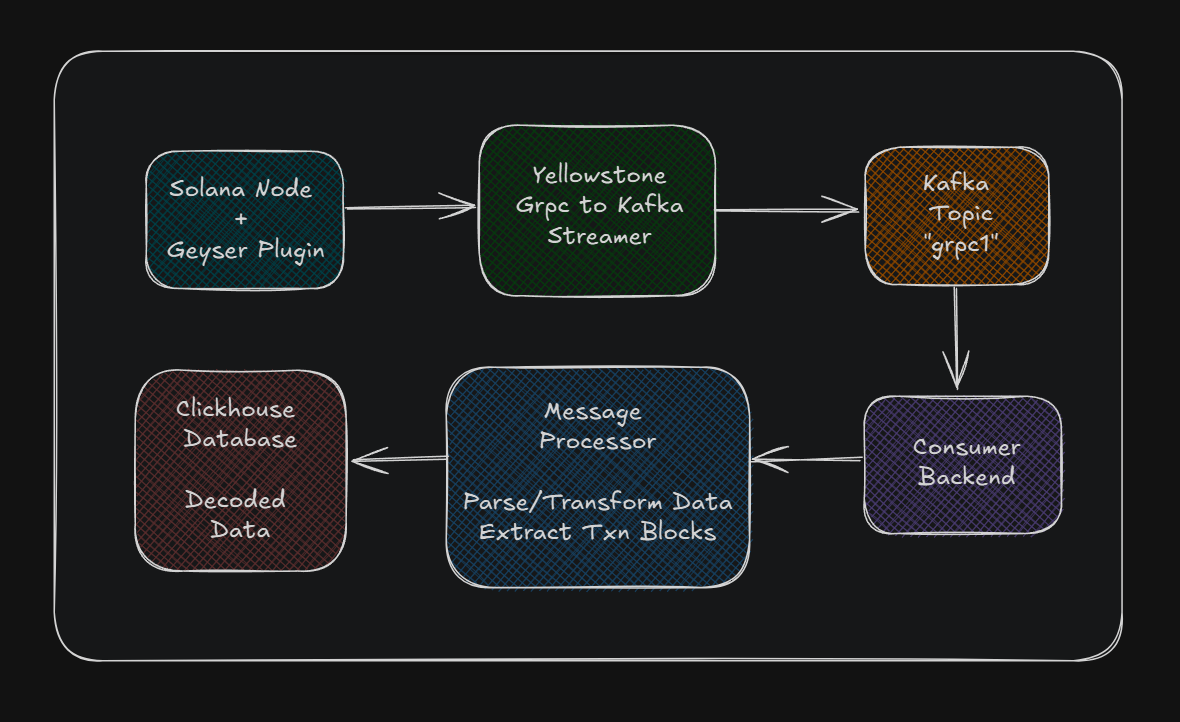 Solana Node
+
Geyser Plugin
Yellowstone
Grpc to Kafka
Streamer
Kafka
Topic
"grpc1"
Consumer
Backend
Message
Processor
Parse/Transform Data
Extract Txn Blocks
Clickhouse
Database
Decoded
Data